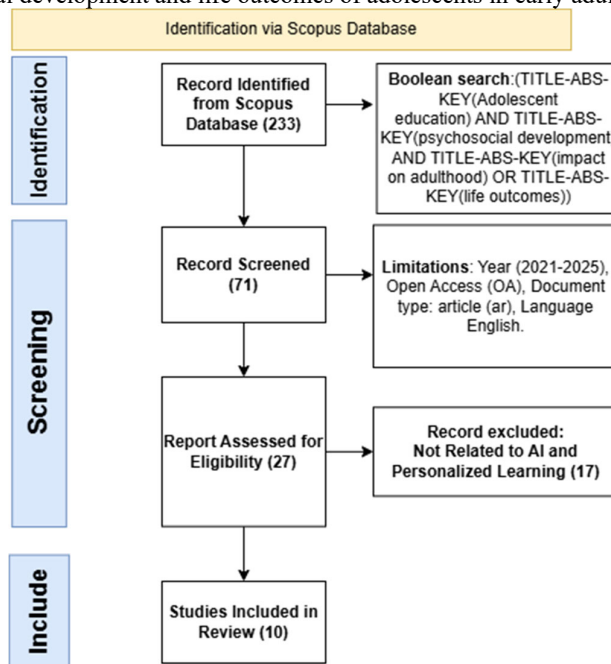 al development and life outcomes of adolescents in early adul
Identification via Scopus Database
Identification
Record Identified
from Scopus
Database (233)
Boolean search:(TITLE-ABS-
KEY(Adolescent
education) AND TITLE-ABS-
KEY(psychosocial development
AND TITLE-ABS-KEY(impact
on adulthood) OR TITLE-ABS-
KEY(life outcomes))
Screening
Record Screened
(71)
Limitations: Year (2021-2025),
Open Access (OA), Document
type: article (ar), Language
English.
Report Assessed for
Eligibility (27)
Record excluded:
Not Related to AI and
Personalized Learning (17)
Include
Studies Included in
Review (10)